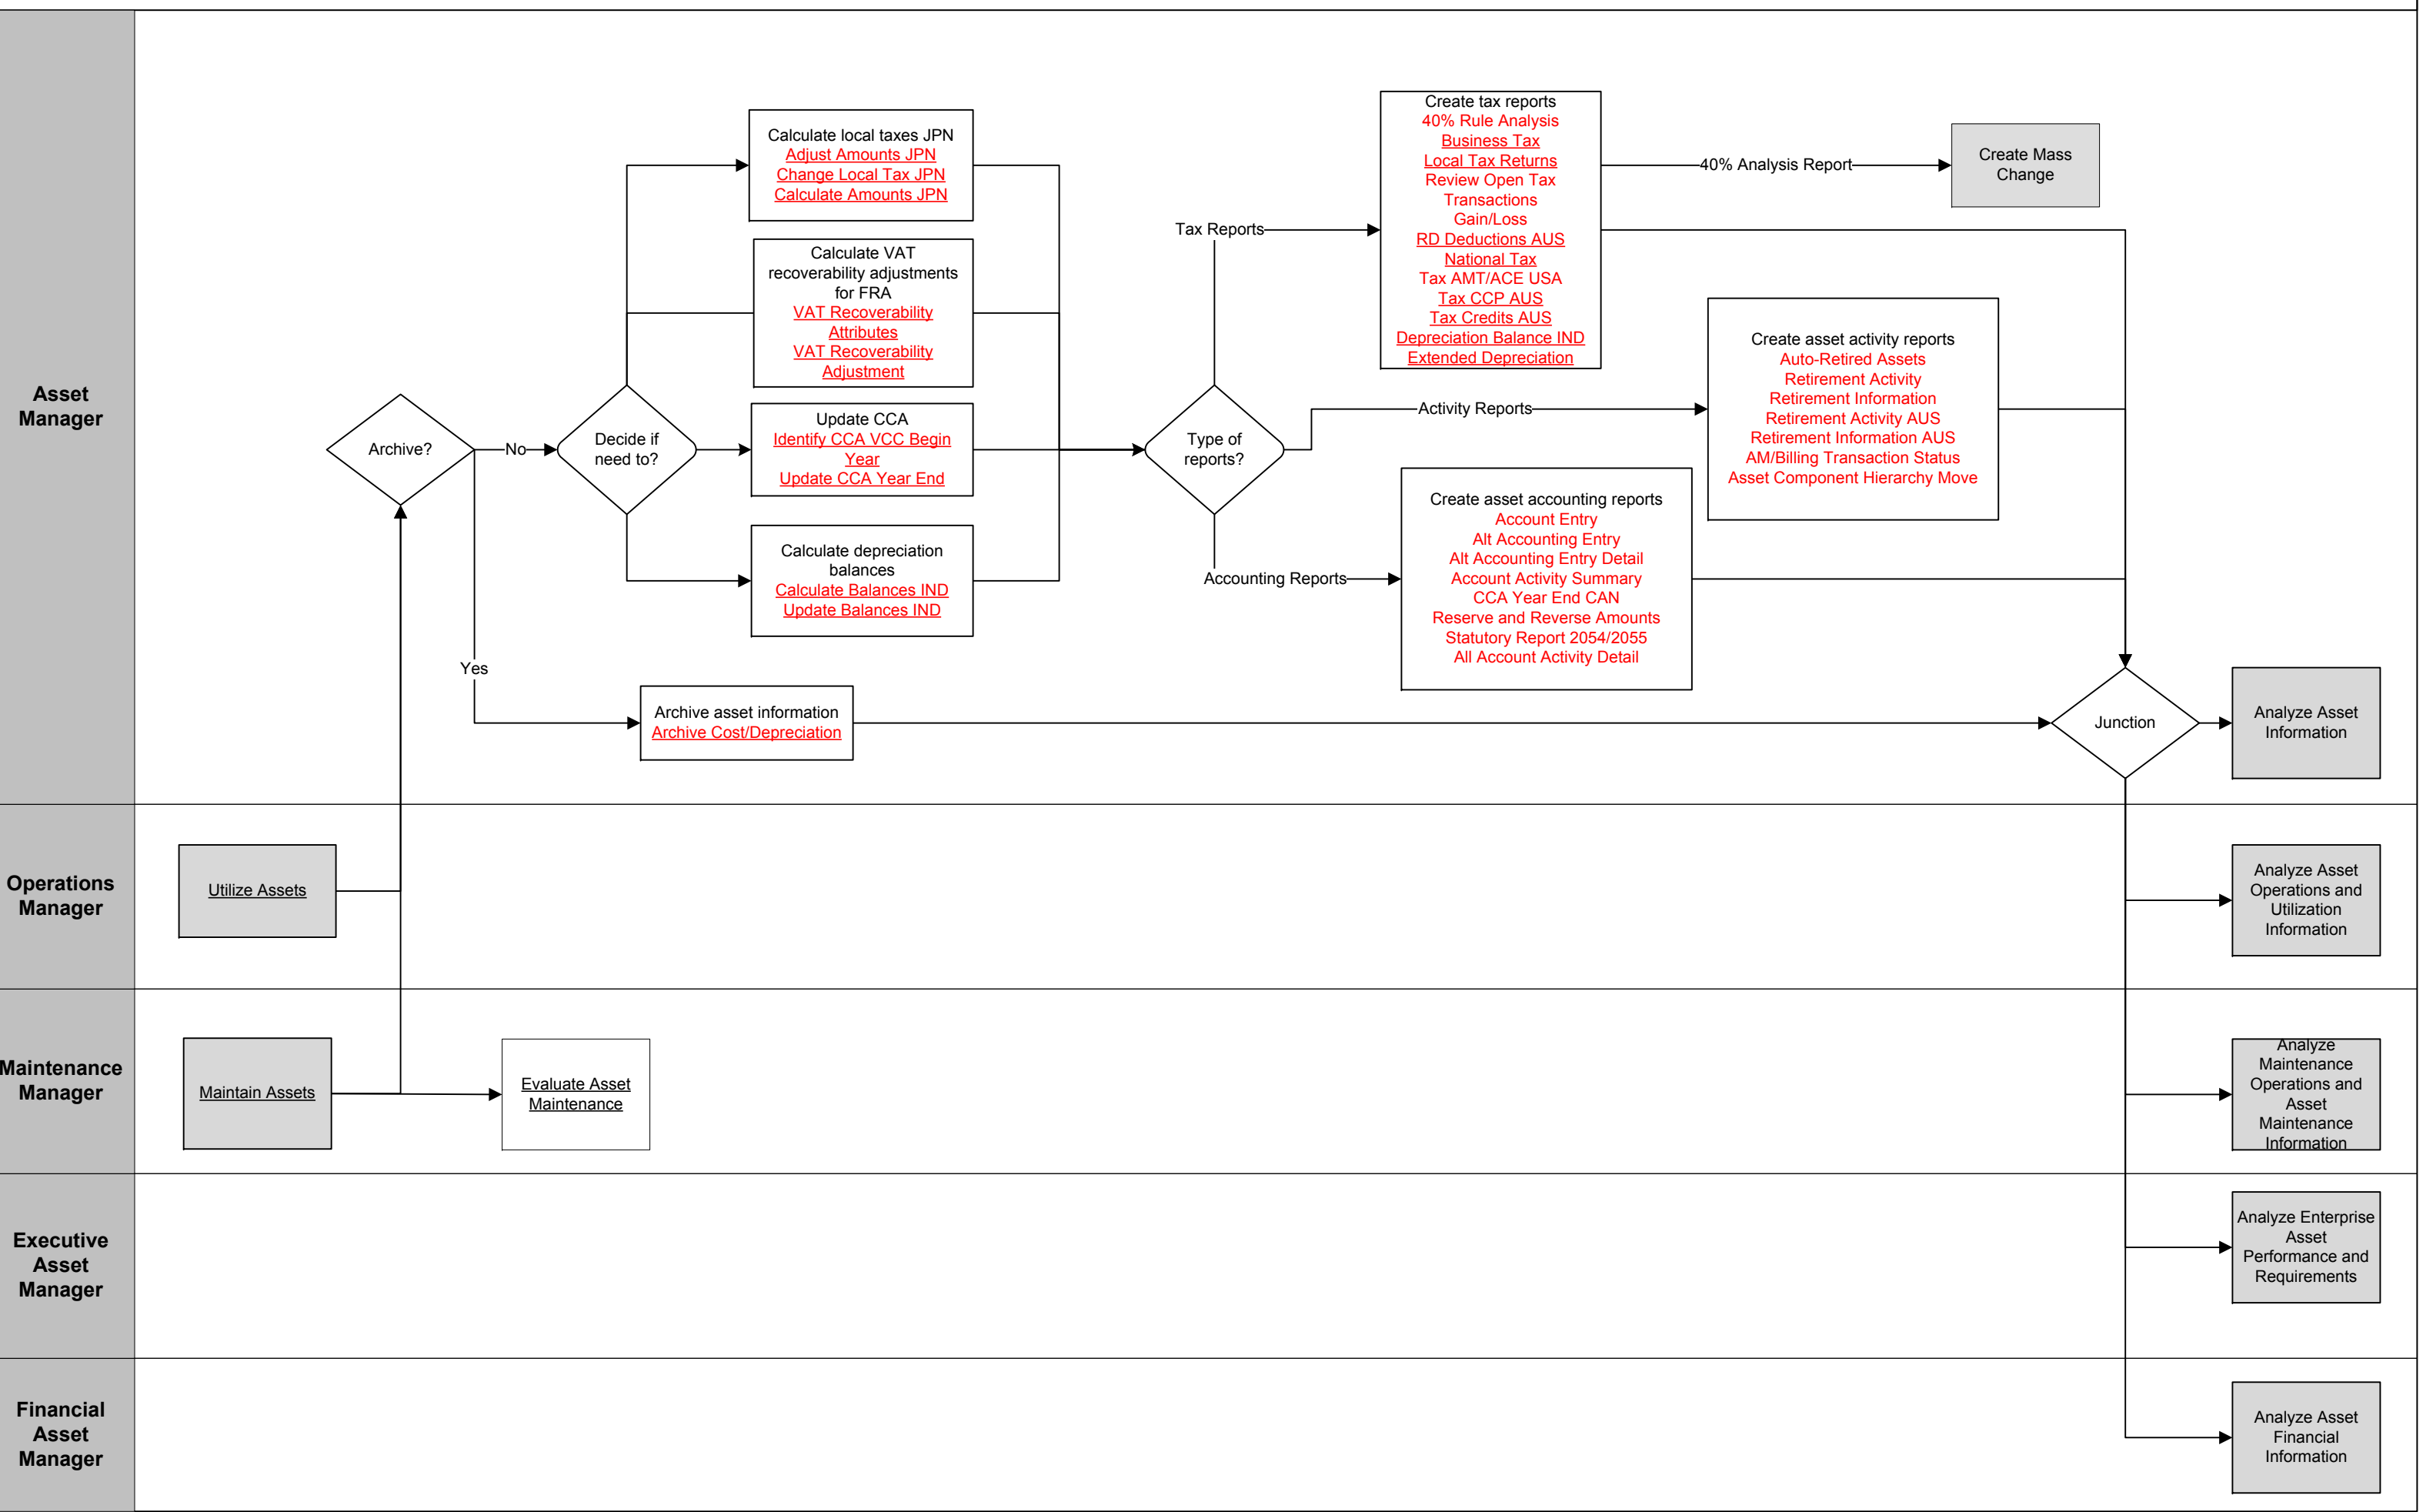 Asset
Manager
Archive?
No
Yes
Decide if
need to?
Calculate local taxes JPN
Adjust Amounts JPN
Change Local Tax JPN
Calculate Amounts JPN
Calculate VAT
recoverability adjustments
for FRA
VAT Recoverability
Attributes
VAT Recoverability
Adjustment
Update CCA
Identify CCA VCC Begin
Year
Update CCA Year End
Calculate depreciation
balances
Calculate Balances IND
Update Balances IND
Archive asset information
Archive Cost/Depreciation
Type of
reports?
Tax Reports
Activity Reports
Accounting Reports
Create tax reports
40% Rule Analysis
Business Tax
Local Tax Returns
Review Open Tax
Transactions
Gain/Loss
RD Deductions AUS
National Tax
Tax AMT/ACE USA
Tax CCP AUS
Tax Credits AUS
Depreciation Balance IND
Extended Depreciation
40% Analysis Report
Create Mass
Change
Create asset activity reports
Auto-Retired Assets
Retirement Activity
Retirement Information
Retirement Activity AUS
Retirement Information AUS
AM/Billing Transaction Status
Asset Component Hierarchy Move
Create asset accounting reports
Account Entry
Alt Accounting Entry
Alt Accounting Entry Detail
Account Activity Summary
CCA Year End CAN
Reserve and Reverse Amounts
Statutory Report 2054/2055
All Account Activity Detail
Junction
Analyze Asset
Information
Operations
Manager
Utilize Assets
Analyze Asset
Operations and
Utilization
Information
Maintenance
Manager
Maintain Assets
Evaluate Asset
Maintenance
Analyze
Maintenance
Operations and
Asset
Maintenance
Information
Executive
Asset
Manager
Analyze Enterprise
Asset
Performance and
Requirements
Financial
Asset
Manager
Analyze Asset
Financial
Information